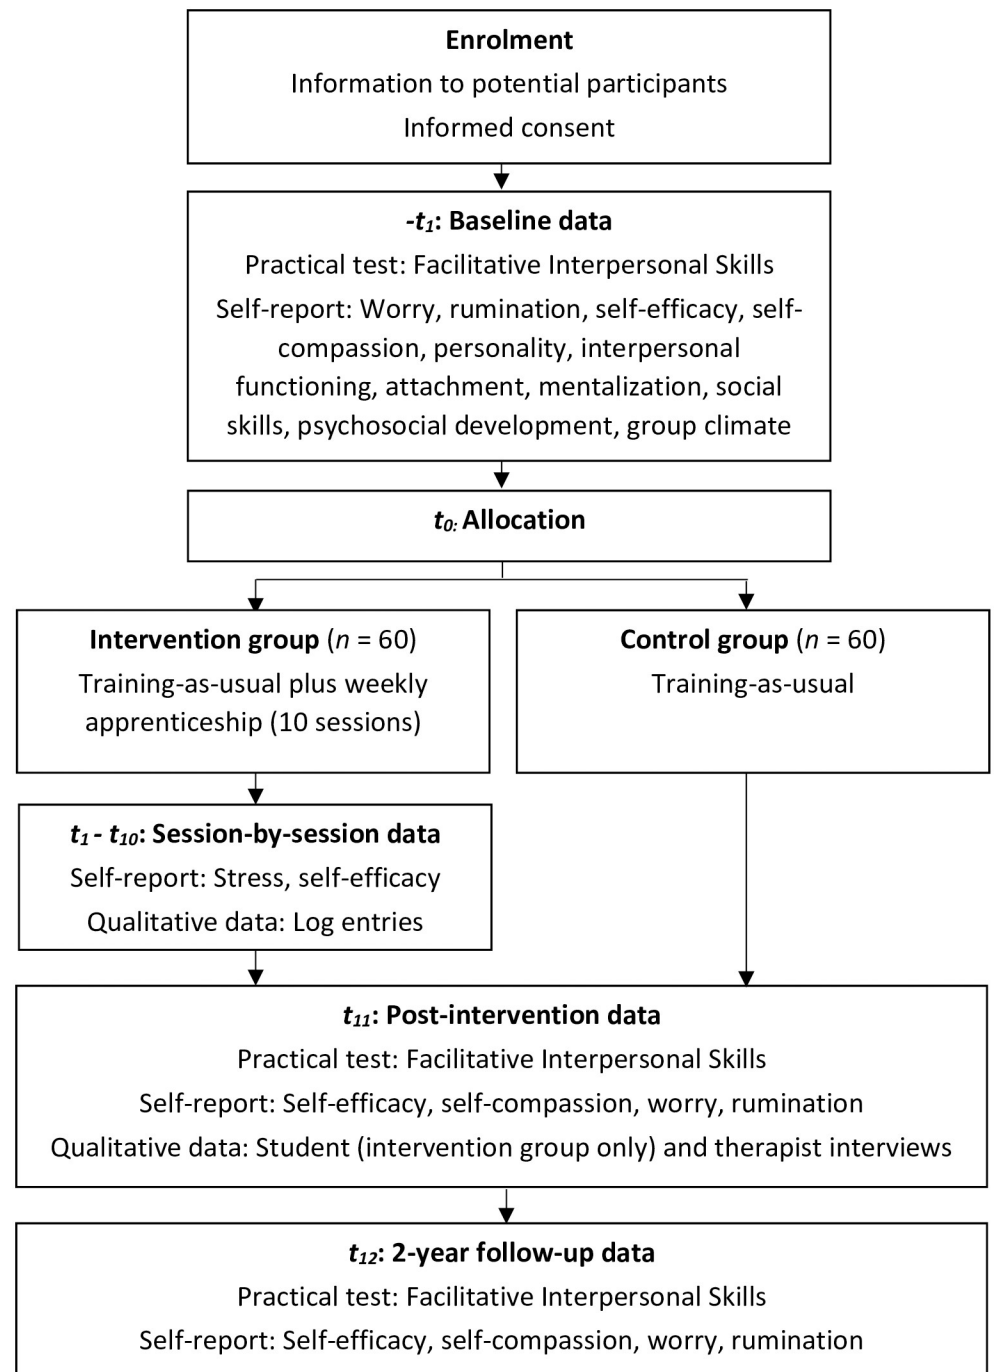 Enrolment
Information to potential participants
Informed consent
-t₁: Baseline data
Practical test: Facilitative Interpersonal Skills
Self-report: Worry, rumination, self-efficacy, self-
compassion, personality, interpersonal
functioning, attachment, mentalization, social
skills, psychosocial development, group climate
t₀: Allocation
Intervention group (n = 60)
Training-as-usual plus weekly
apprenticeship (10 sessions)
Control group (n = 60)
Training-as-usual
t₁ - t₁₀: Session-by-session data
Self-report: Stress, self-efficacy
Qualitative data: Log entries
t₁₁: Post-intervention data
Practical test: Facilitative Interpersonal Skills
Self-report: Self-efficacy, self-compassion, worry, rumination
Qualitative data: Student (intervention group only) and therapist interviews
t₁₂: 2-year follow-up data
Practical test: Facilitative Interpersonal Skills
Self-report: Self-efficacy, self-compassion, worry, rumination